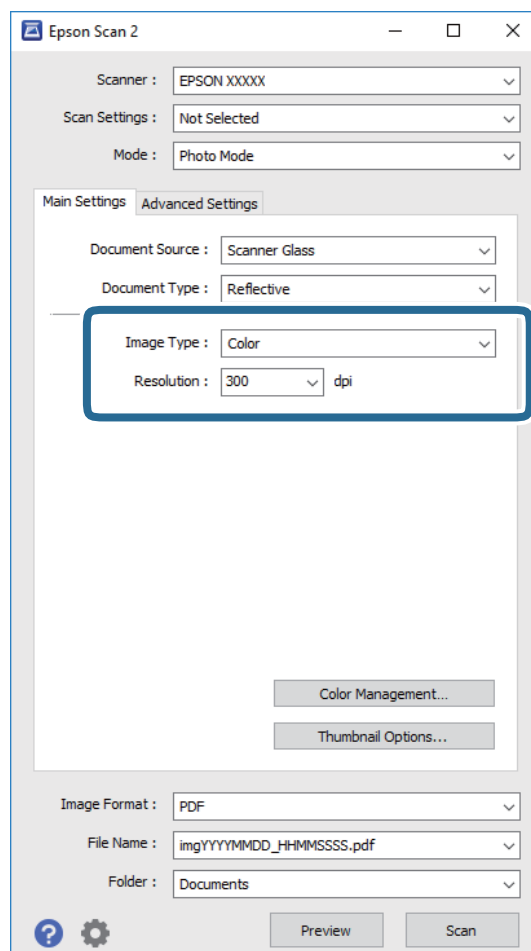 Epson Scan 2
Scanner : EPSON XXXXX
Scan Settings : Not Selected
Mode : Photo Mode
Main Settings Advanced Settings
Document Source : Scanner Glass
Document Type : Reflective
Image Type : Color
Resolution : 300 dpi
Color Management...
Thumbnail Options...
Image Format : PDF
File Name : imgYYYYMMDD_HHMMSSSS.pdf
Folder : Documents
? Preview Scan